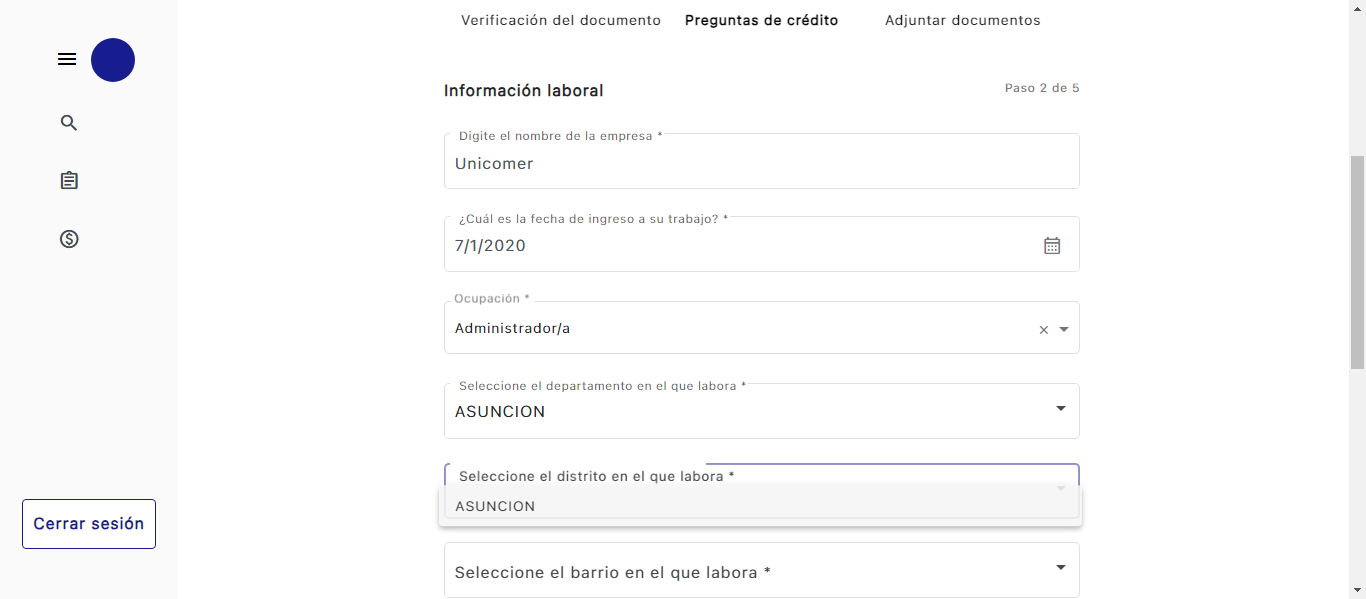 Verificación del documento Preguntas de crédito Adjuntar documentos
Información laboral Paso 2 de 5
Digite el nombre de la empresa *
Unicomer
¿Cuál es la fecha de ingreso a su trabajo? *
7/1/2020
Ocupación *
Administrador/a
Seleccione el departamento en el que labora *
ASUNCION
Seleccione el distrito en el que labora *
ASUNCION
Seleccione el barrio en el que labora *
Cerrar sesión